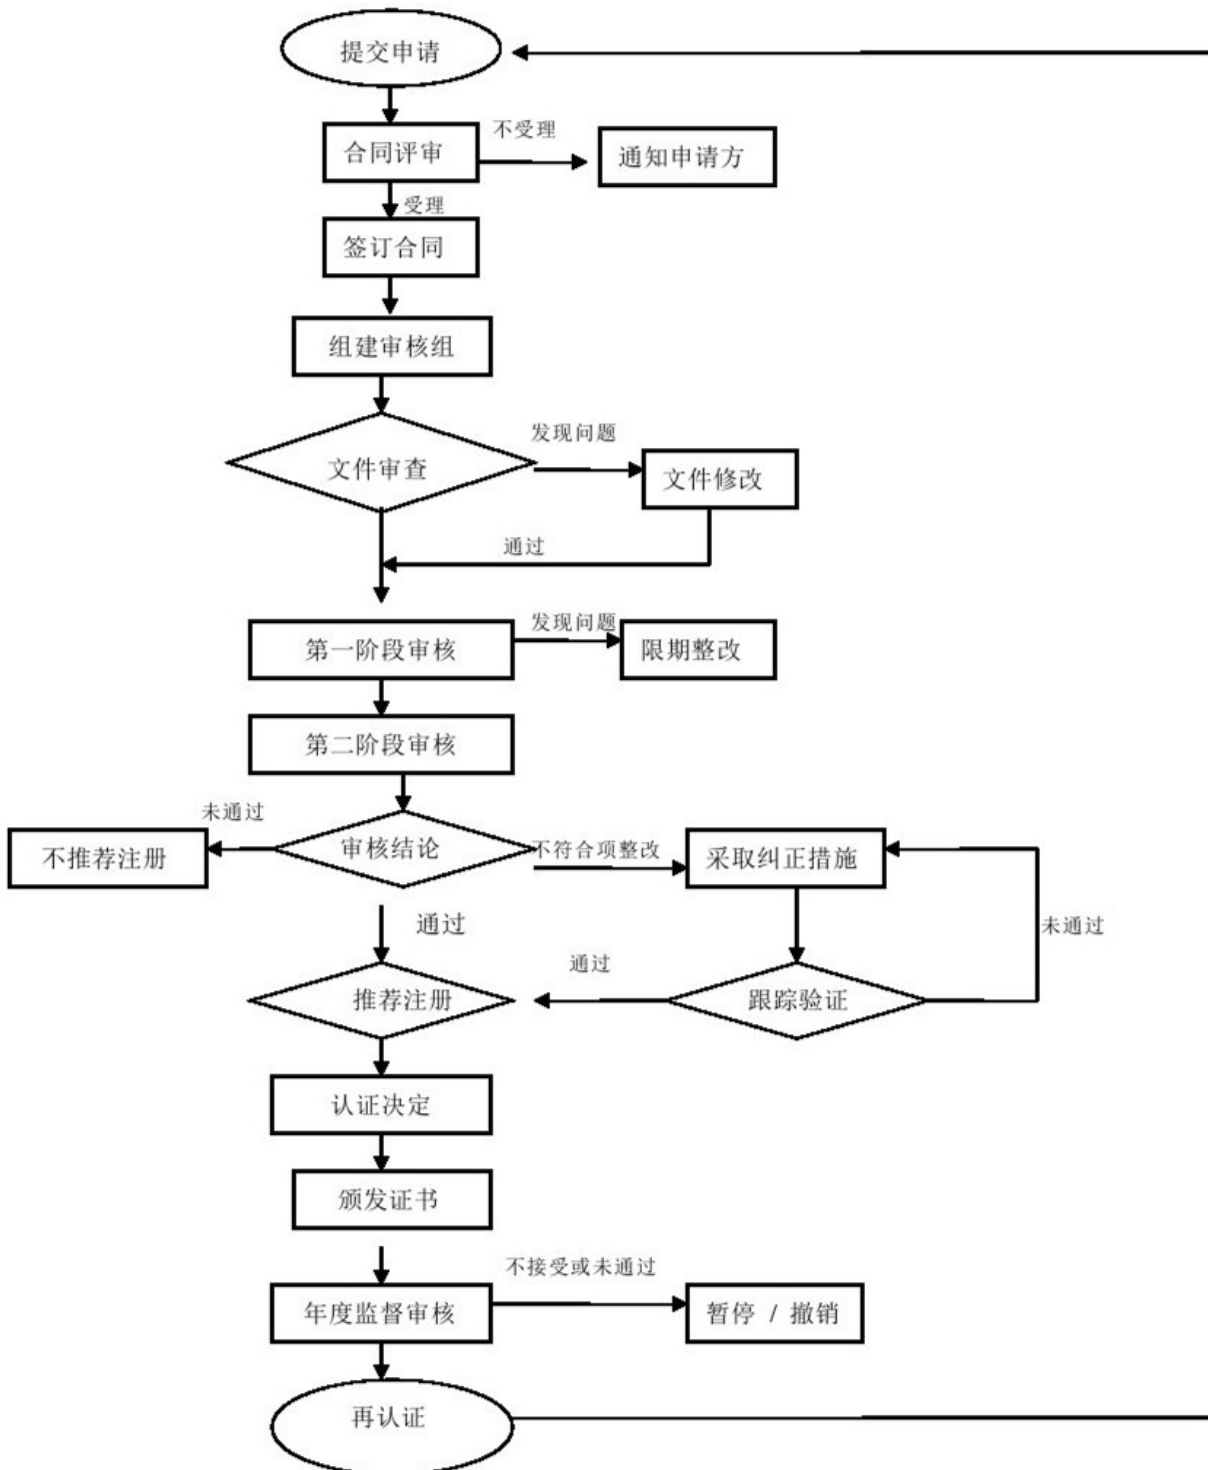 提交申请
不受理
合同评审
通知申请方
受理
签订合同
组建审核组
发现问题
文件审查
文件修改
通过
发现问题
第一阶段审核
限期整改
第二阶段审核
未通过
审核结论
不符合项整改
不推荐注册
采取纠正措施
通过
未通过
通过
推荐注册
跟踪验证
认证决定
颁发证书
不接受或未通过
年度监督审核
暂停 / 撤销
再认证